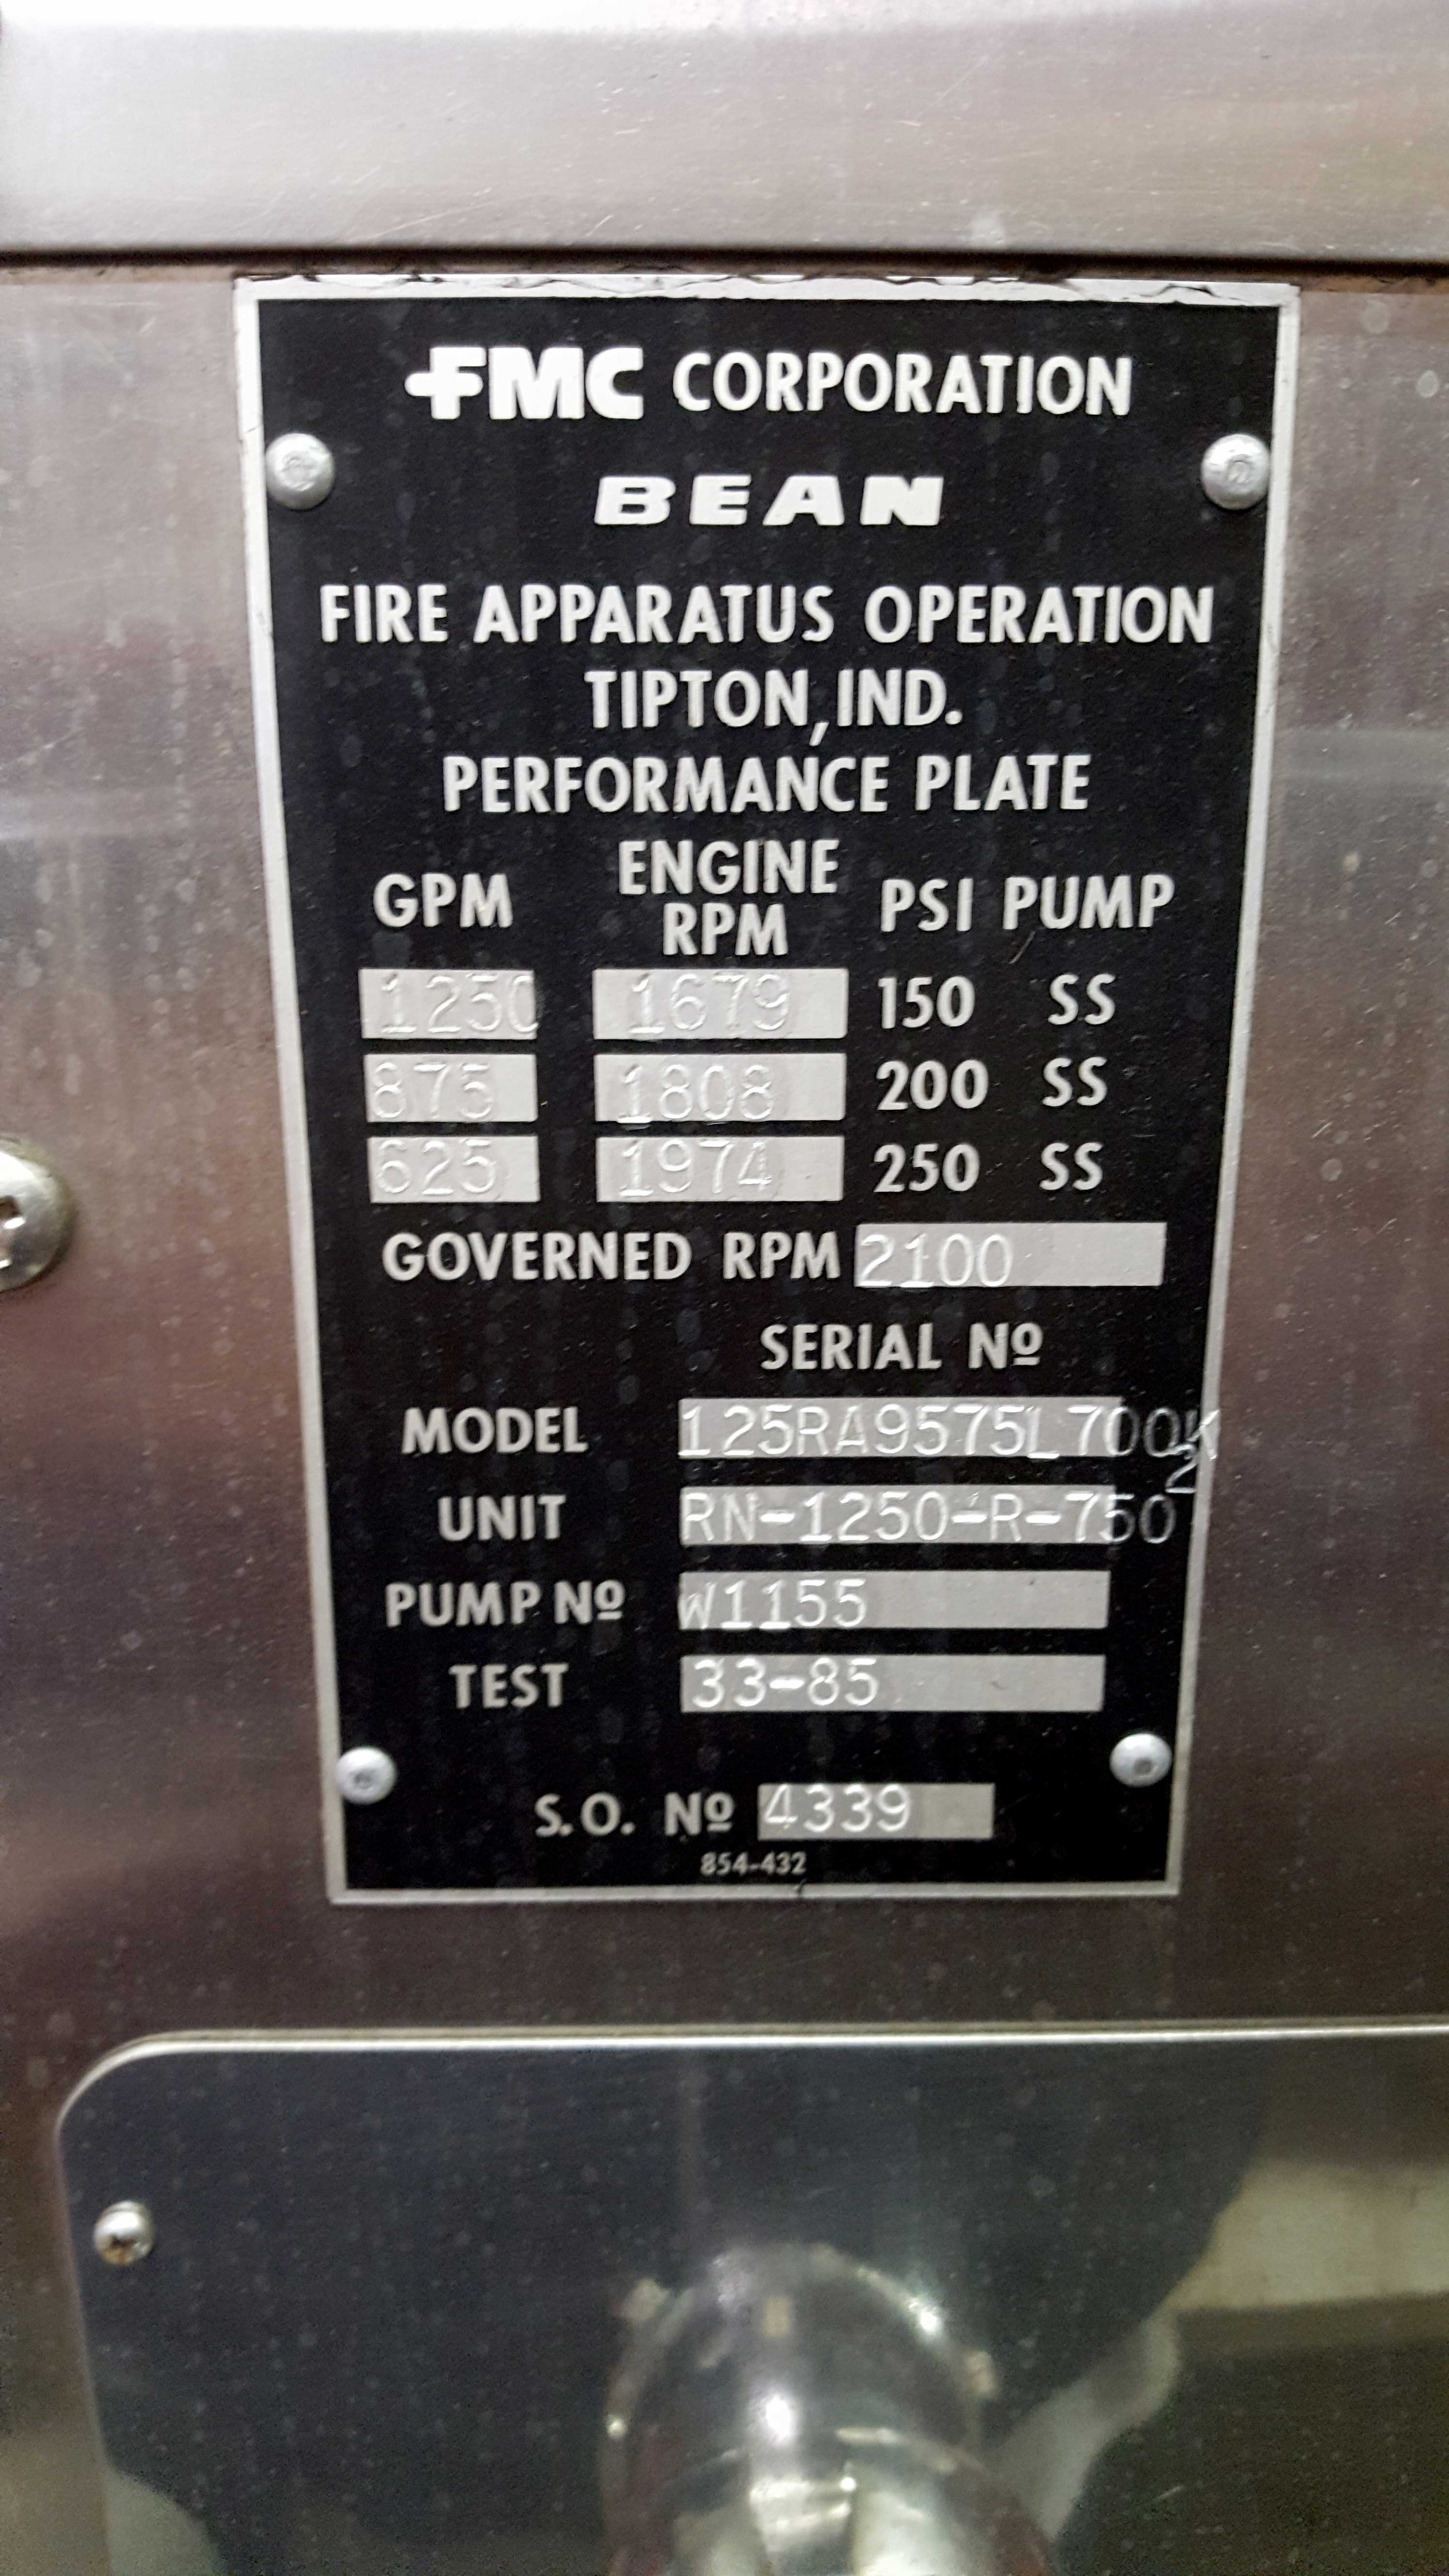 FMC CORPORATION
BEAN
FIRE APPARATUS OPERATION
TIPTON, IND.
PERFORMANCE PLATE
GPM ENGINE RPM PSI PUMP
1250 1679 150 SS
875 1808 200 SS
625 1974 250 SS
GOVERNED RPM 2100
SERIAL Nº
MODEL 125RA9575L700K
2
UNIT RN-1250-R-750
PUMP Nº W1155
TEST 33-85
S.O. Nº 4339
854-432